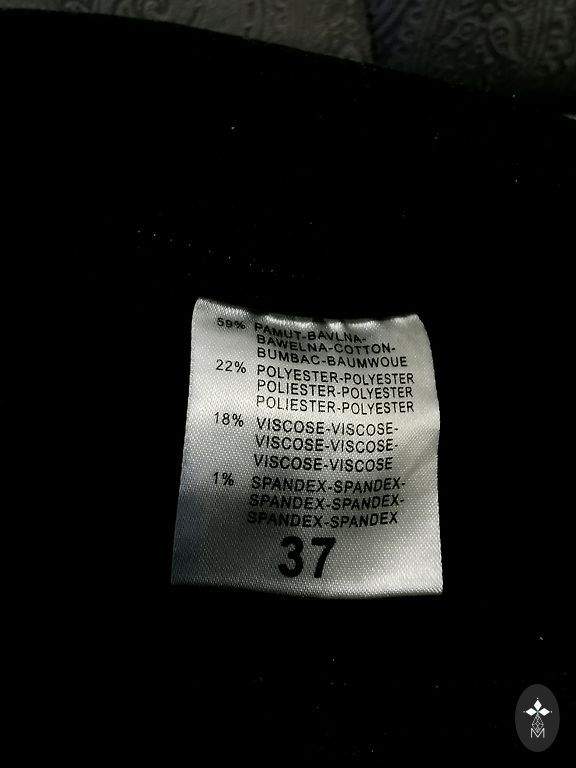 59% PAMUT-BAVLNA-
BAWELNA-COTTON-
BUMBAC-BAUMWOUE
22% POLYESTER-POLYESTER
POLIESTER-POLYESTER
POLIESTER-POLYESTER
18% VISCOSE-VISCOSE-
VISCOSE-VISCOSE-
VISCOSE-VISCOSE
1% SPANDEX-SPANDEX-
SPANDEX-SPANDEX-
SPANDEX-SPANDEX
37
M